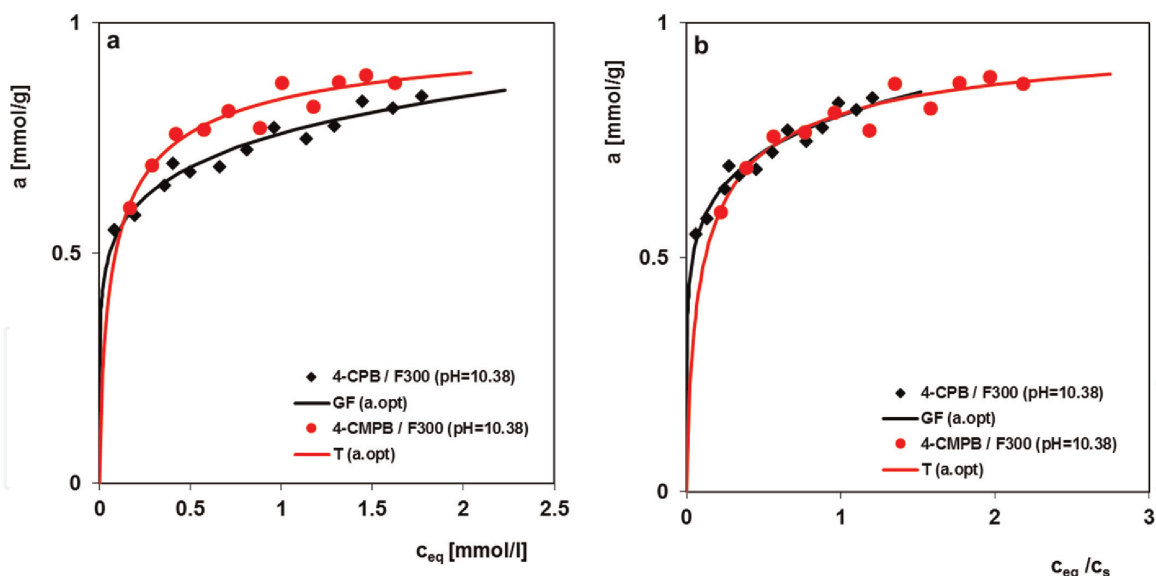 a
a [mmol/g]
1
0.5
0
0
0.5
1
1.5
2
2.5
c_eq [mmol/l]
4-CPB / F300 (pH=10.38)
GF (a.opt)
4-CMPB / F300 (pH=10.38)
T (a.opt)
b
a [mmol/g]
1
0.5
0
0
1
2
3
c_eq /c_s
4-CPB / F300 (pH=10.38)
GF (a.opt)
4-CMPB / F300 (pH=10.38)
T (a.opt)